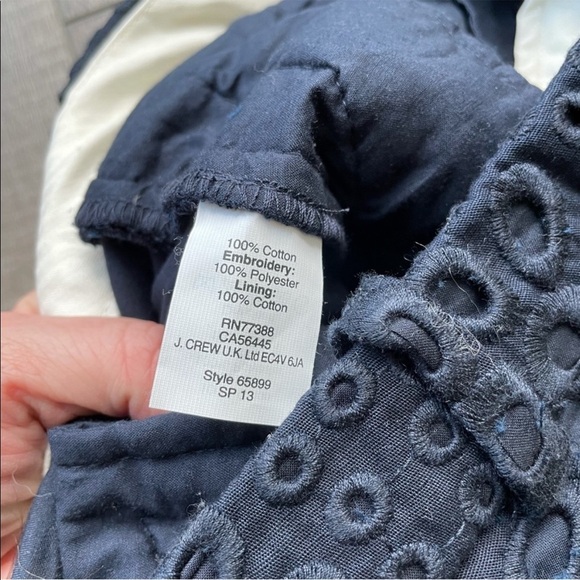 100% Cotton
Embroidery:
100% Polyester
Lining:
100% Cotton
RN77388
CA56445
J. CREW U.K. Ltd EC4V 6JA
Style 65899
SP 13